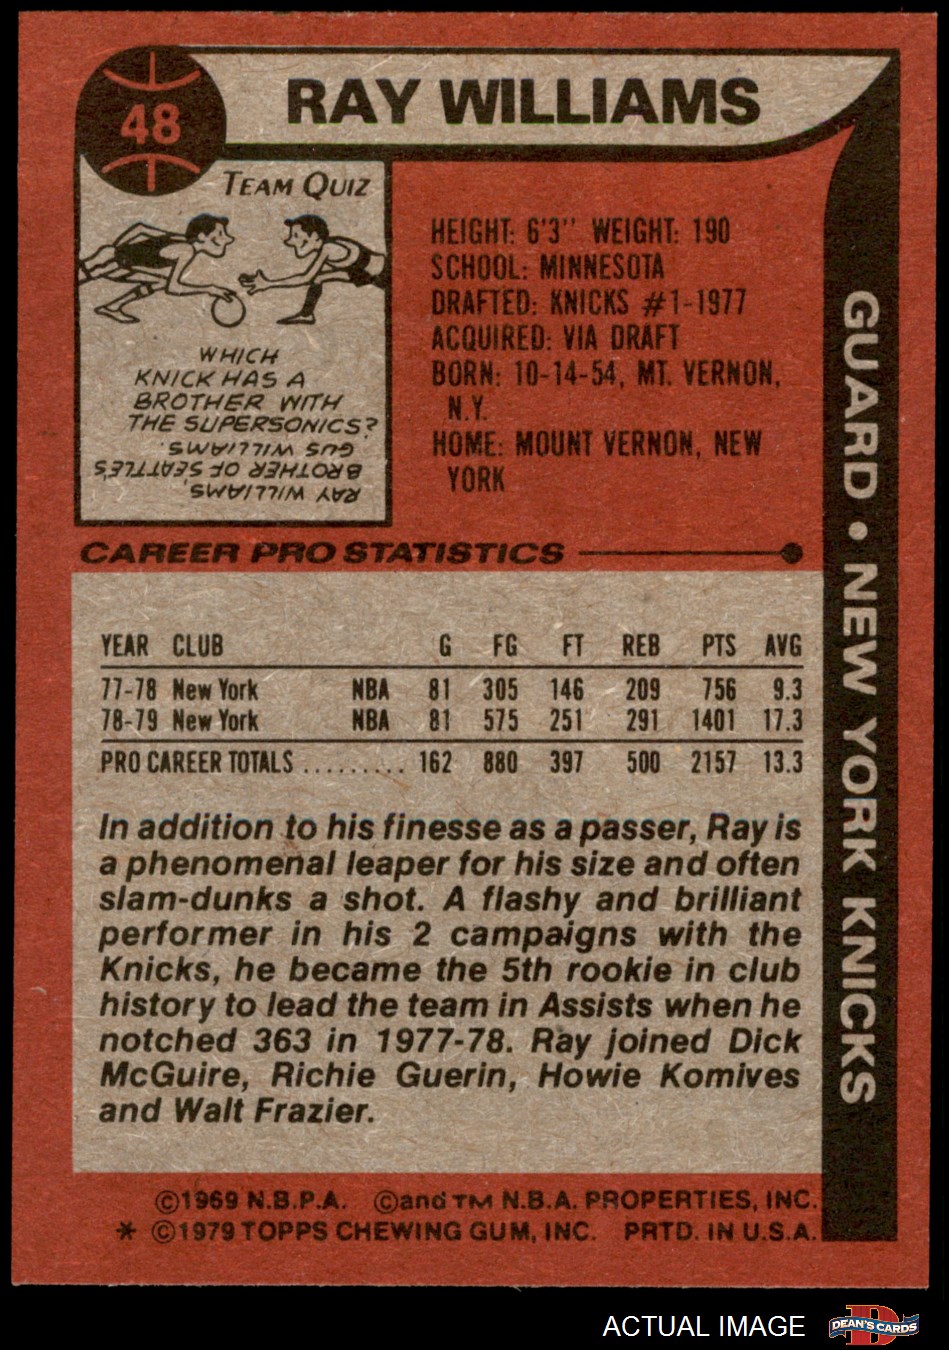 48
RAY WILLIAMS
TEAM QUIZ
WHICH
KNICK HAS A
BROTHER WITH
THE SUPERSONICS?
RAY WILLIAMS,
BROTHER OF SEATTLE'S
GUS WILLIAMS.
HEIGHT: 6'3" WEIGHT: 190
SCHOOL: MINNESOTA
DRAFTED: KNICKS #1-1977
ACQUIRED: VIA DRAFT
BORN: 10-14-54, MT. VERNON,
N.Y.
HOME: MOUNT VERNON, NEW
YORK
GUARD • NEW YORK KNICKS
CAREER PRO STATISTICS
YEAR CLUB G FG FT REB PTS AVG
77-78 New York NBA 81 305 146 209 756 9.3
78-79 New York NBA 81 575 251 291 1401 17.3
PRO CAREER TOTALS ......... 162 880 397 500 2157 13.3
In addition to his finesse as a passer, Ray is
a phenomenal leaper for his size and often
slam-dunks a shot. A flashy and brilliant
performer in his 2 campaigns with the
Knicks, he became the 5th rookie in club
history to lead the team in Assists when he
notched 363 in 1977-78. Ray joined Dick
McGuire, Richie Guerin, Howie Komives
and Walt Frazier.
©1969 N.B.P.A. ©and TM N.B.A. PROPERTIES, INC.
* ©1979 TOPPS CHEWING GUM, INC. PRTD. IN U.S.A.
ACTUAL IMAGE
D
DEAN'S CARDS